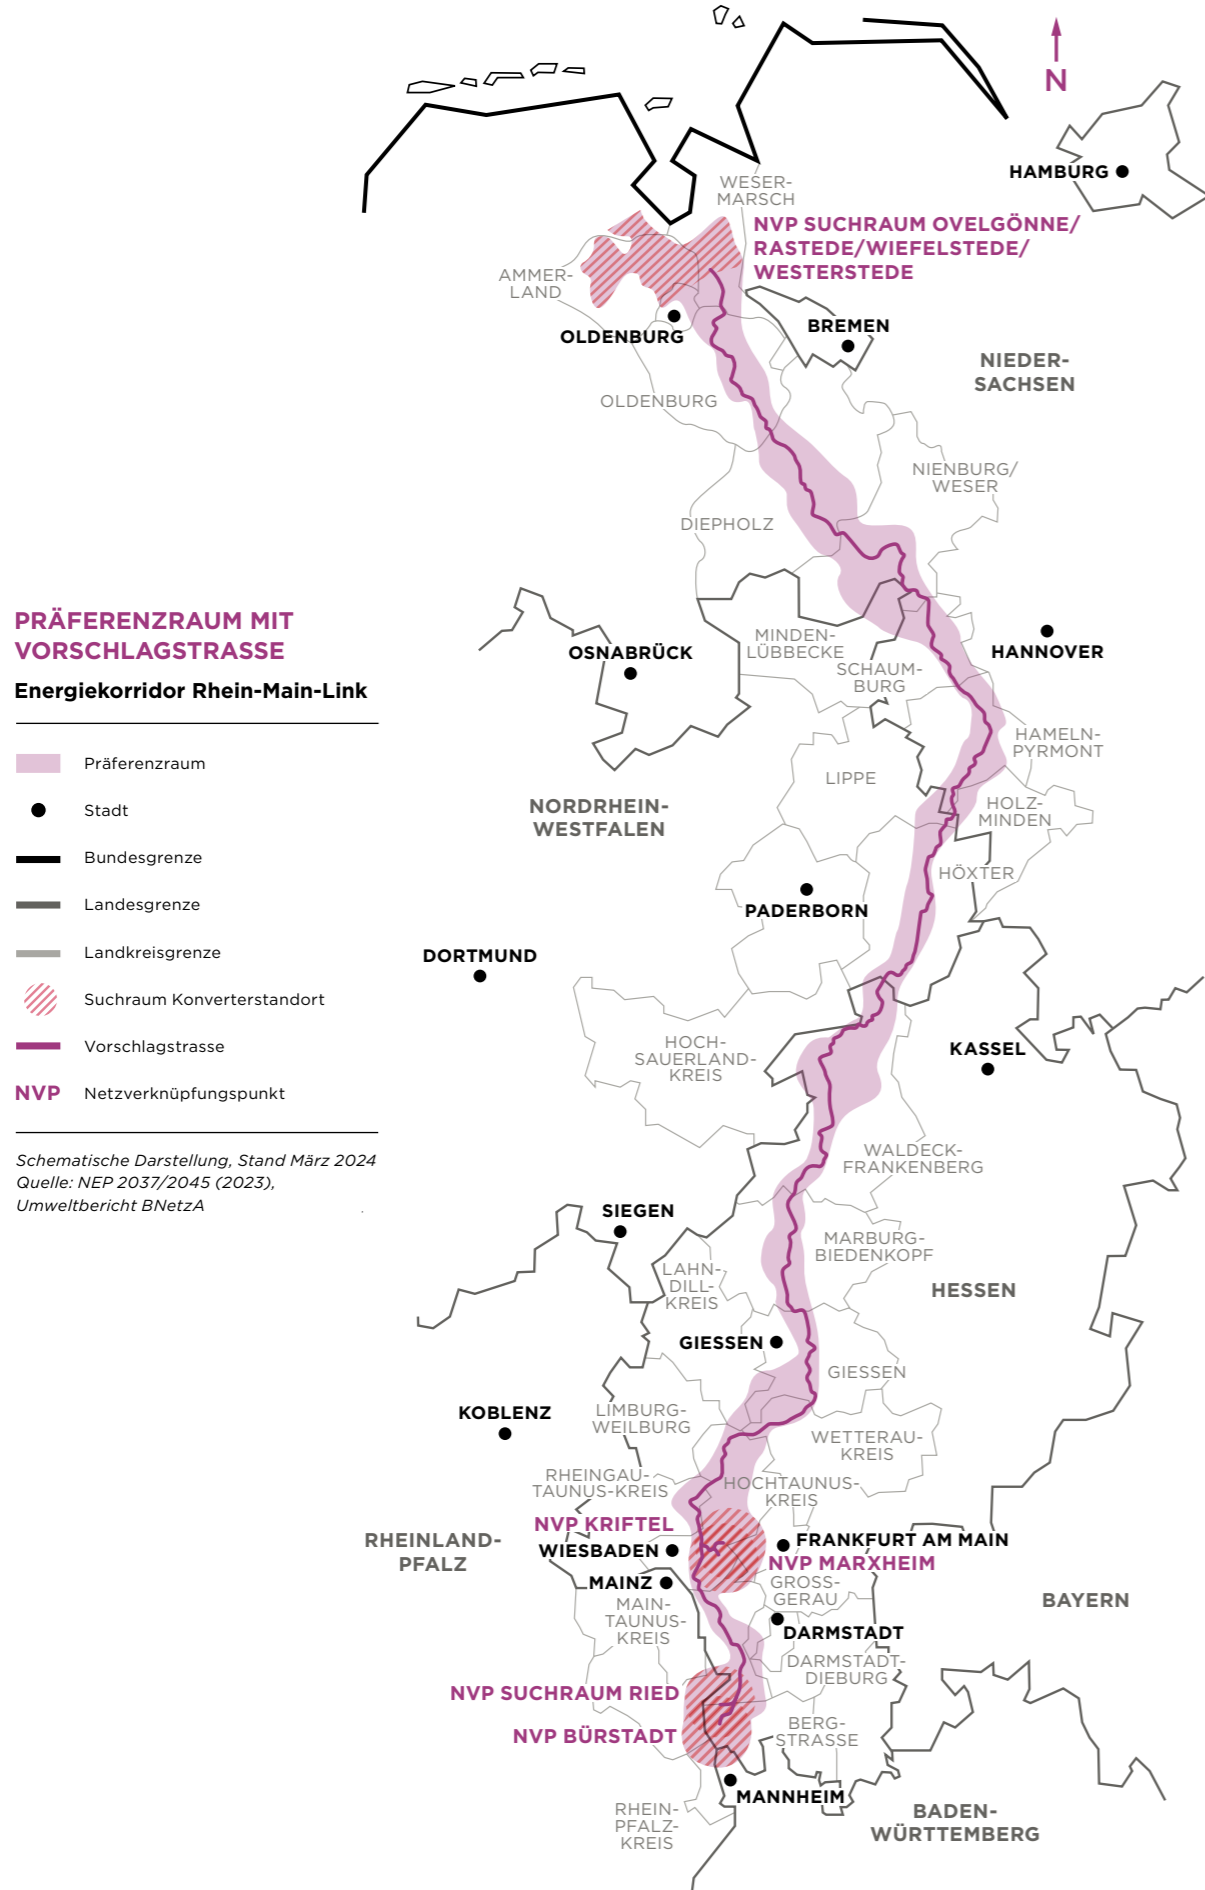 N
HAMBURG
WESER-
MARSCH
NVP SUCHRAUM OVELGÖNNE/
RASTEDE/WIEFELSTEDE/
WESTERSTEDE
AMMER-
LAND
OLDENBURG
BREMEN
NIEDER-
SACHSEN
OLDENBURG
NIENBURG/
WESER
DIEPHOLZ
PRÄFERENZRAUM MIT
VORSCHLAGSTRASSE
Energiekorridor Rhein-Main-Link
Präferenzraum
Stadt
Bundesgrenze
Landesgrenze
Landkreisgrenze
Suchraum Konverterstandort
Vorschlagstrasse
NVP Netzverknüpfungspunkt
Schematische Darstellung, Stand März 2024
Quelle: NEP 2037/2045 (2023),
Umweltbericht BNetzA
MINDEN-
LÜBBECKE
OSNABRÜCK
HANNOVER
SCHAUM-
BURG
HAMELN-
PYRMONT
LIPPE
NORDRHEIN-
WESTFALEN
HOLZ-
MINDEN
HÖXTER
PADERBORN
DORTMUND
HOCH-
SAUERLAND-
KREIS
KASSEL
WALDECK-
FRANKENBERG
SIEGEN
MARBURG-
BIEDENKOPF
LAHN-
DILL-
KREIS
HESSEN
GIESSEN
GIESSEN
KOBLENZ
LIMBURG-
WEILBURG
WETTERAU-
KREIS
RHEINGAU-
TAUNUS-KREIS
HOCHTAUNUS-
KREIS
NVP KRIFTEL
RHEINLAND-
PFALZ
WIESBADEN
FRANKFURT AM MAIN
NVP MARXHEIM
MAINZ
GROSS-
GERAU
MAIN-
TAUNUS-
KREIS
BAYERN
DARMSTADT
DARMSTADT-
DIEBURG
NVP SUCHRAUM RIED
NVP BÜRSTADT
BERG-
STRASSE
MANNHEIM
RHEIN-
PFALZ-
KREIS
BADEN-
WÜRTTEMBERG